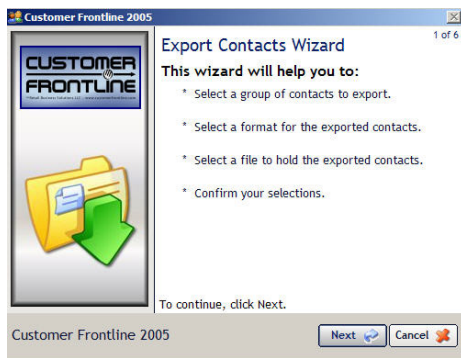 Customer Frontline 2005
CUSTOMER
FRONTLINE
Export Contacts Wizard
1 of 6
This wizard will help you to:
* Select a group of contacts to export.
* Select a format for the exported contacts.
* Select a file to hold the exported contacts.
* Confirm your selections.
To continue, click Next.
Customer Frontline 2005
Next
Cancel